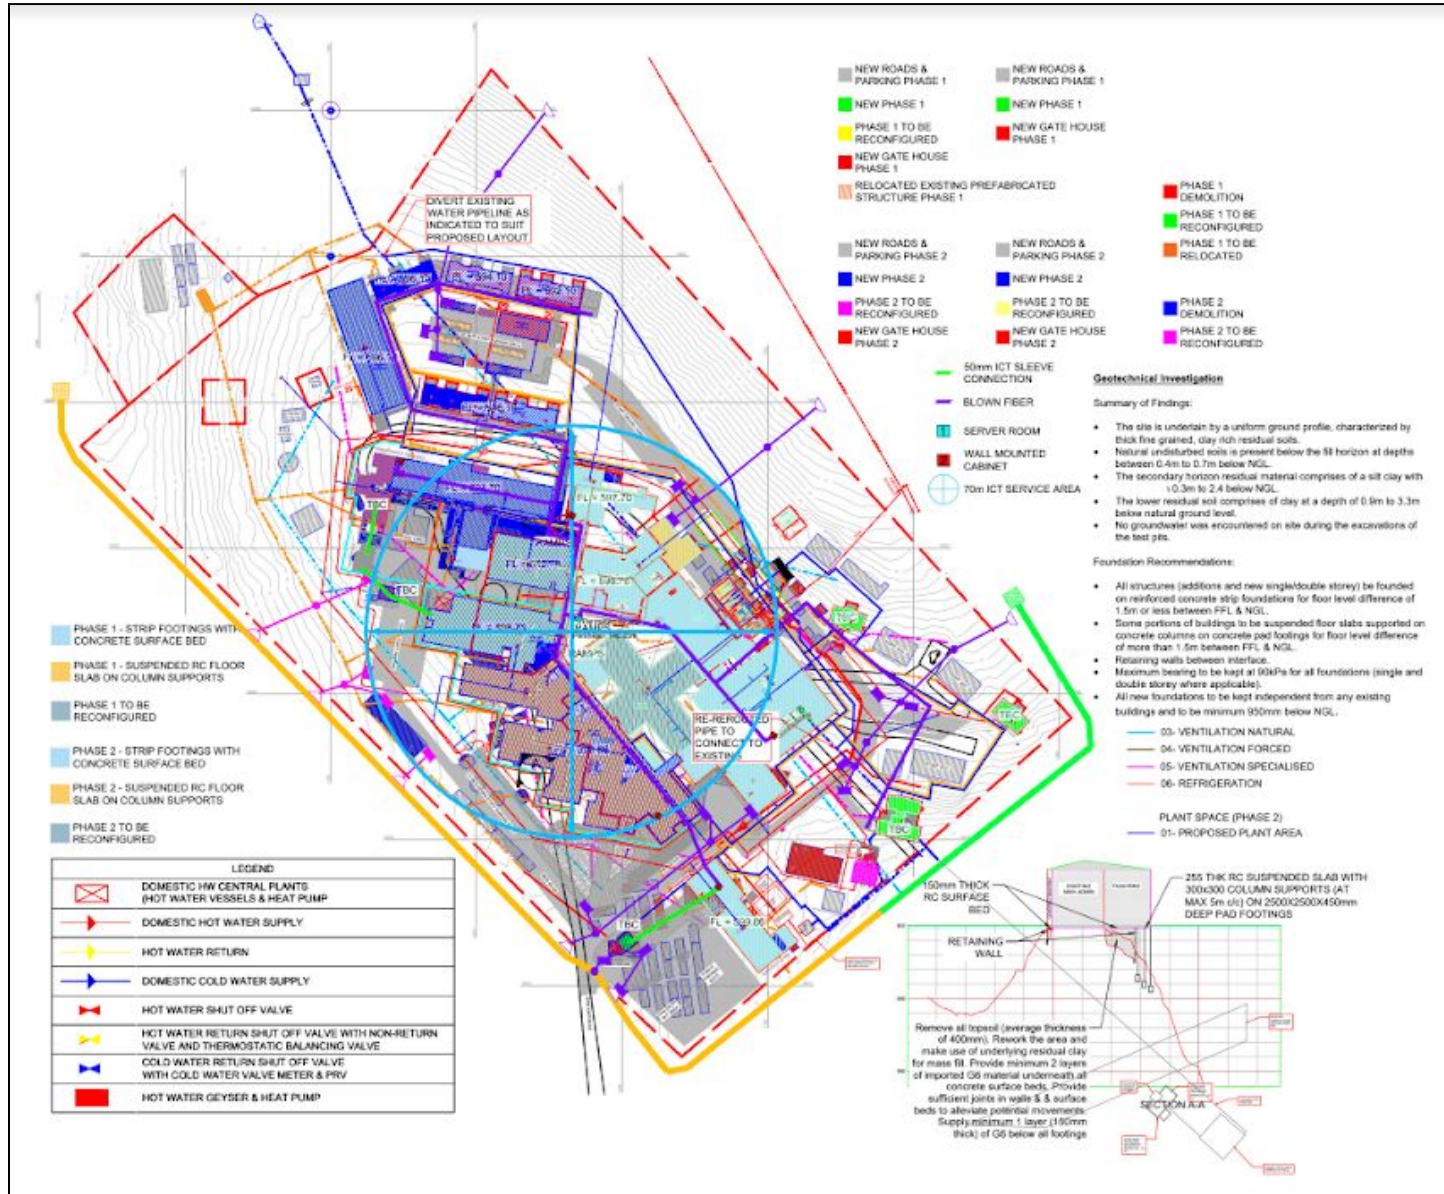 NEW ROADS &
PARKING PHASE 1
NEW PHASE 1
PHASE 1 TO BE
RECONFIGURED
NEW GATE HOUSE
PHASE 1
RELOCATED EXISTING PREFABRICATED
STRUCTURE PHASE 1
NEW ROADS &
PARKING PHASE 1
NEW PHASE 1
NEW GATE HOUSE
PHASE 1
PHASE 1
DEMOLITION
PHASE 1 TO BE
RECONFIGURED
PHASE 1 TO BE
RELOCATED
NEW ROADS &
PARKING PHASE 2
NEW PHASE 2
PHASE 2 TO BE
RECONFIGURED
NEW GATE HOUSE
PHASE 2
NEW ROADS &
PARKING PHASE 2
NEW PHASE 2
PHASE 2 TO BE
RECONFIGURED
NEW GATE HOUSE
PHASE 2
PHASE 2
DEMOLITION
PHASE 2 TO BE
RECONFIGURED
50mm ICT SLEEVE
CONNECTION
BLOWN FIBER
SERVER ROOM
WALL MOUNTED
CABINET
70m ICT SERVICE AREA
Geotechnical Investigation
Summary of Findings:
• The site is underlain by a uniform ground profile, characterized by
thick fine grained, clay rich residual soils.
• Natural undisturbed soils is present below the fill horizon at depths
between 0.4m to 0.7m below NGL.
• The secondary horizon residual material comprises of a silt clay with
0.3m to 2.4 below NGL.
• The lower residual soil comprises of clay at a depth of 0.9m to 3.3m
below natural ground level.
• No groundwater was encountered on site during the excavations of
the test pits.
Foundation Recommendations:
• All structures (additions and new single/double storey) be founded
on reinforced concrete strip foundations for floor level difference of
1.5m or less between FFL & NGL.
• Some portions of buildings to be suspended floor slabs supported on
concrete columns on concrete pad footings for floor level difference
of more than 1.5m between FFL & NGL.
• Retaining walls between interface.
• Maximum bearing to be kept at 90kPa for all foundations (single and
double storey where applicable).
• All new foundations to be kept independent from any existing
buildings and to be minimum 950mm below NGL.
03- VENTILATION NATURAL
04- VENTILATION FORCED
05- VENTILATION SPECIALISED
06- REFRIGERATION
PLANT SPACE (PHASE 2)
01- PROPOSED PLANT AREA
DIVERT EXISTING
WATER PIPELINE AS
INDICATED TO SUIT
PROPOSED LAYOUT
FL = 597.70
TBC
TBC
TBC
TBC
TBC
TBC
RE-REROOTED
PIPE TO
CONNECT TO
EXISTING
PHASE 1 - STRIP FOOTINGS WITH
CONCRETE SURFACE BED
PHASE 1 - SUSPENDED RC FLOOR
SLAB ON COLUMN SUPPORTS
PHASE 1 TO BE
RECONFIGURED
PHASE 2 - STRIP FOOTINGS WITH
CONCRETE SURFACE BED
PHASE 2 - SUSPENDED RC FLOOR
SLAB ON COLUMN SUPPORTS
PHASE 2 TO BE
RECONFIGURED
LEGEND
DOMESTIC HW CENTRAL PLANTS
(HOT WATER VESSELS & HEAT PUMP
DOMESTIC HOT WATER SUPPLY
HOT WATER RETURN
DOMESTIC COLD WATER SUPPLY
HOT WATER SHUT OFF VALVE
HOT WATER RETURN SHUT OFF VALVE WITH NON-RETURN
VALVE AND THERMOSTATIC BALANCING VALVE
COLD WATER RETURN SHUT OFF VALVE
WITH COLD WATER VALVE METER & PRV
HOT WATER GEYSER & HEAT PUMP
150mm THICK
RC SURFACE
BED
RETAINING
WALL
255 THK RC SUSPENDED SLAB WITH
300x300 COLUMN SUPPORTS (AT
MAX 5m c/c) ON 2500X2500X450mm
DEEP PAD FOOTINGS
Remove all topsoil (average thickness
of 400mm). Rework the area and
make use of underlying residual clay
for mass fill. Provide minimum 2 layers
of imported G6 material underneath all
concrete surface beds. Provide
sufficient joints in walls & & surface
beds to alleviate potential movements.
Supply minimum 1 layer (150mm
thick) of G6 below all footings
SECTION A-A